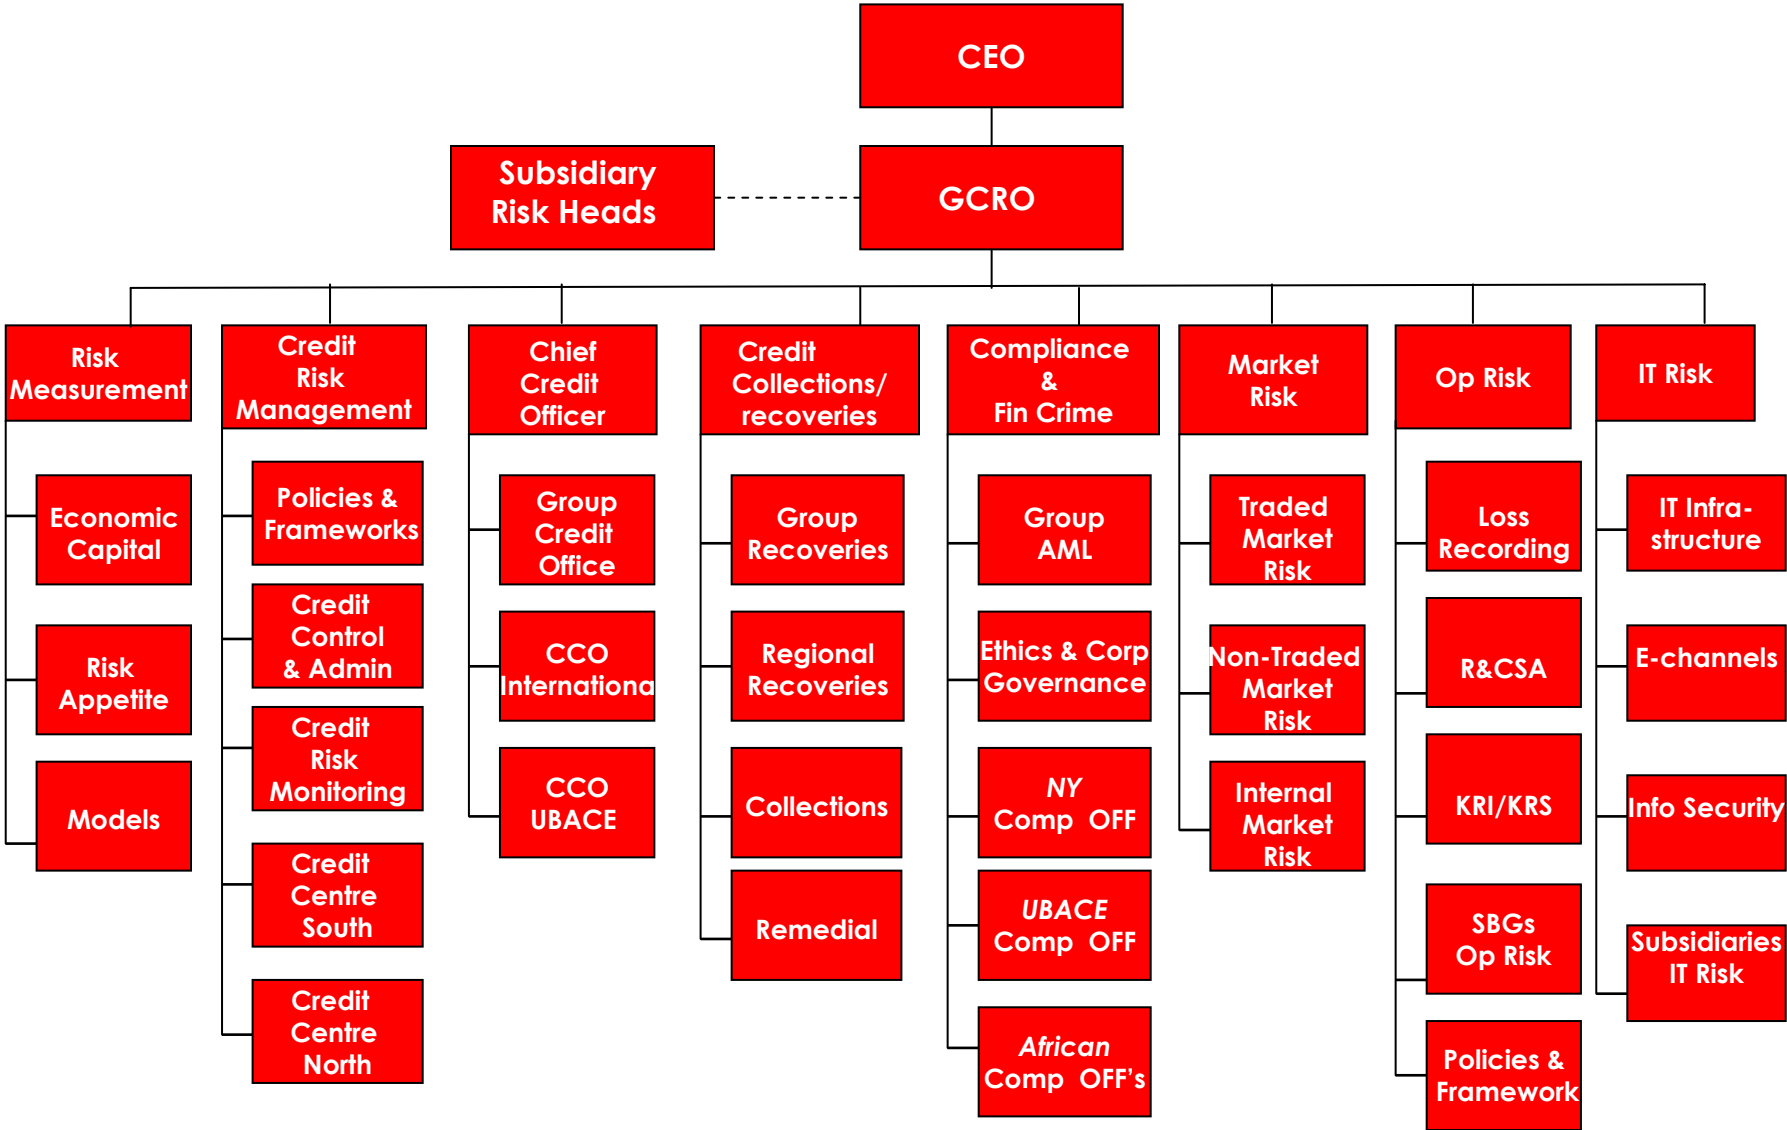 CEO
Subsidiary
Risk Heads
GCRO
Risk
Measurement
Credit
Risk
Management
Chief
Credit
Officer
Credit
Collections/
recoveries
Compliance
&
Fin Crime
Market
Risk
Op Risk
IT Risk
Economic
Capital
Risk
Appetite
Models
Policies &
Frameworks
Credit
Control
& Admin
Credit
Risk
Monitoring
Credit
Centre
South
Credit
Centre
North
Group
Credit
Office
CCO
Internationa
CCO
UBACE
Group
Recoveries
Regional
Recoveries
Collections
Remedial
Group
AML
Ethics & Corp
Governance
NY
Comp OFF
UBACE
Comp OFF
African
Comp OFF's
Traded
Market
Risk
Non-Traded
Market
Risk
Internal
Market
Risk
Loss
Recording
R&CSA
KRI/KRS
SBGs
Op Risk
Policies &
Framework
IT Infra-
structure
E-channels
Info Security
Subsidiaries
IT Risk